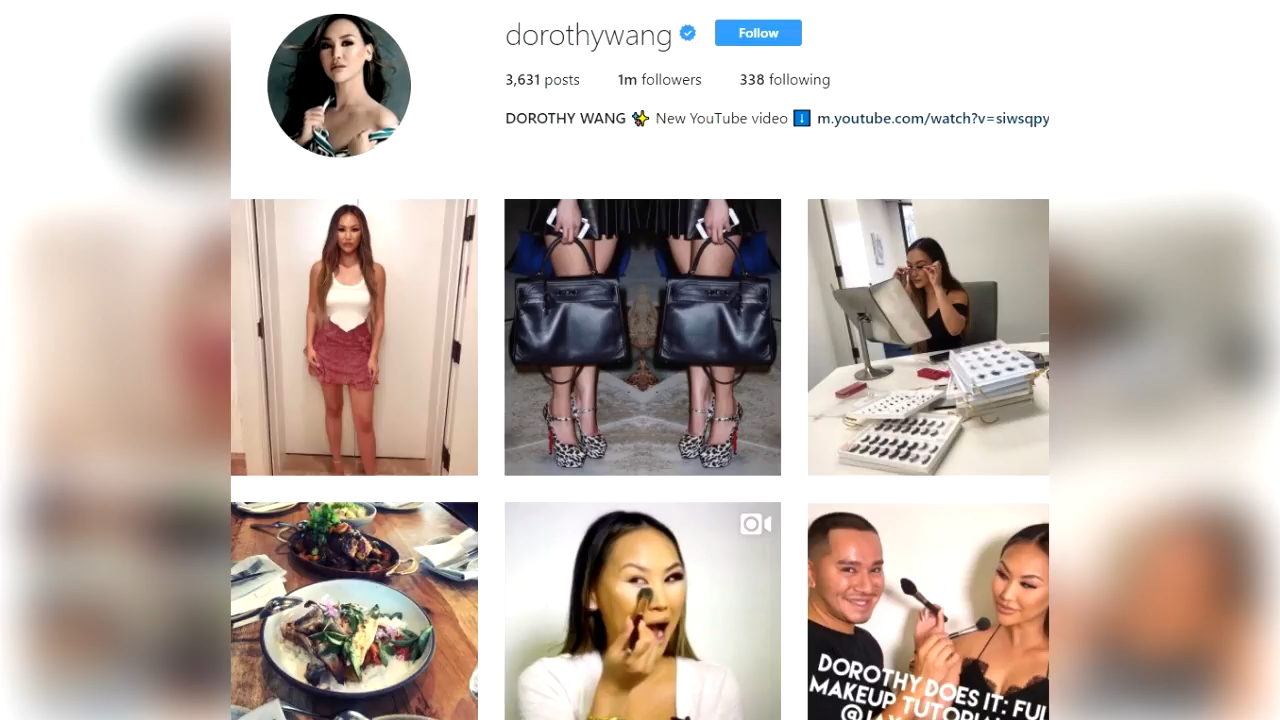 dorothywang Follow
3,631 posts 1m followers 338 following
DOROTHY WANG ✨ New YouTube video ⬇ m.youtube.com/watch?v=siwsqpy
DOROTHY DOES IT: FUL
MAKEUP TUTORIA